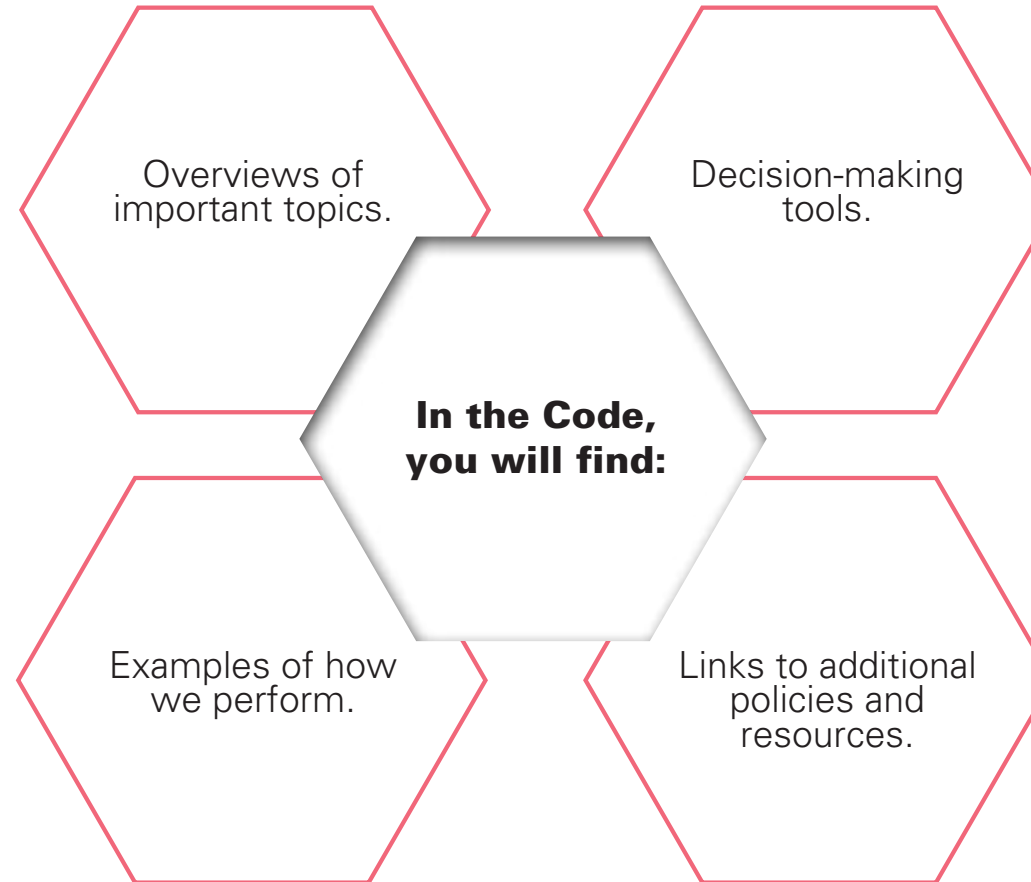 Overviews of
important topics.
Decision-making
tools.
In the Code,
you will find:
Examples of how
we perform.
Links to additional
policies and
resources.